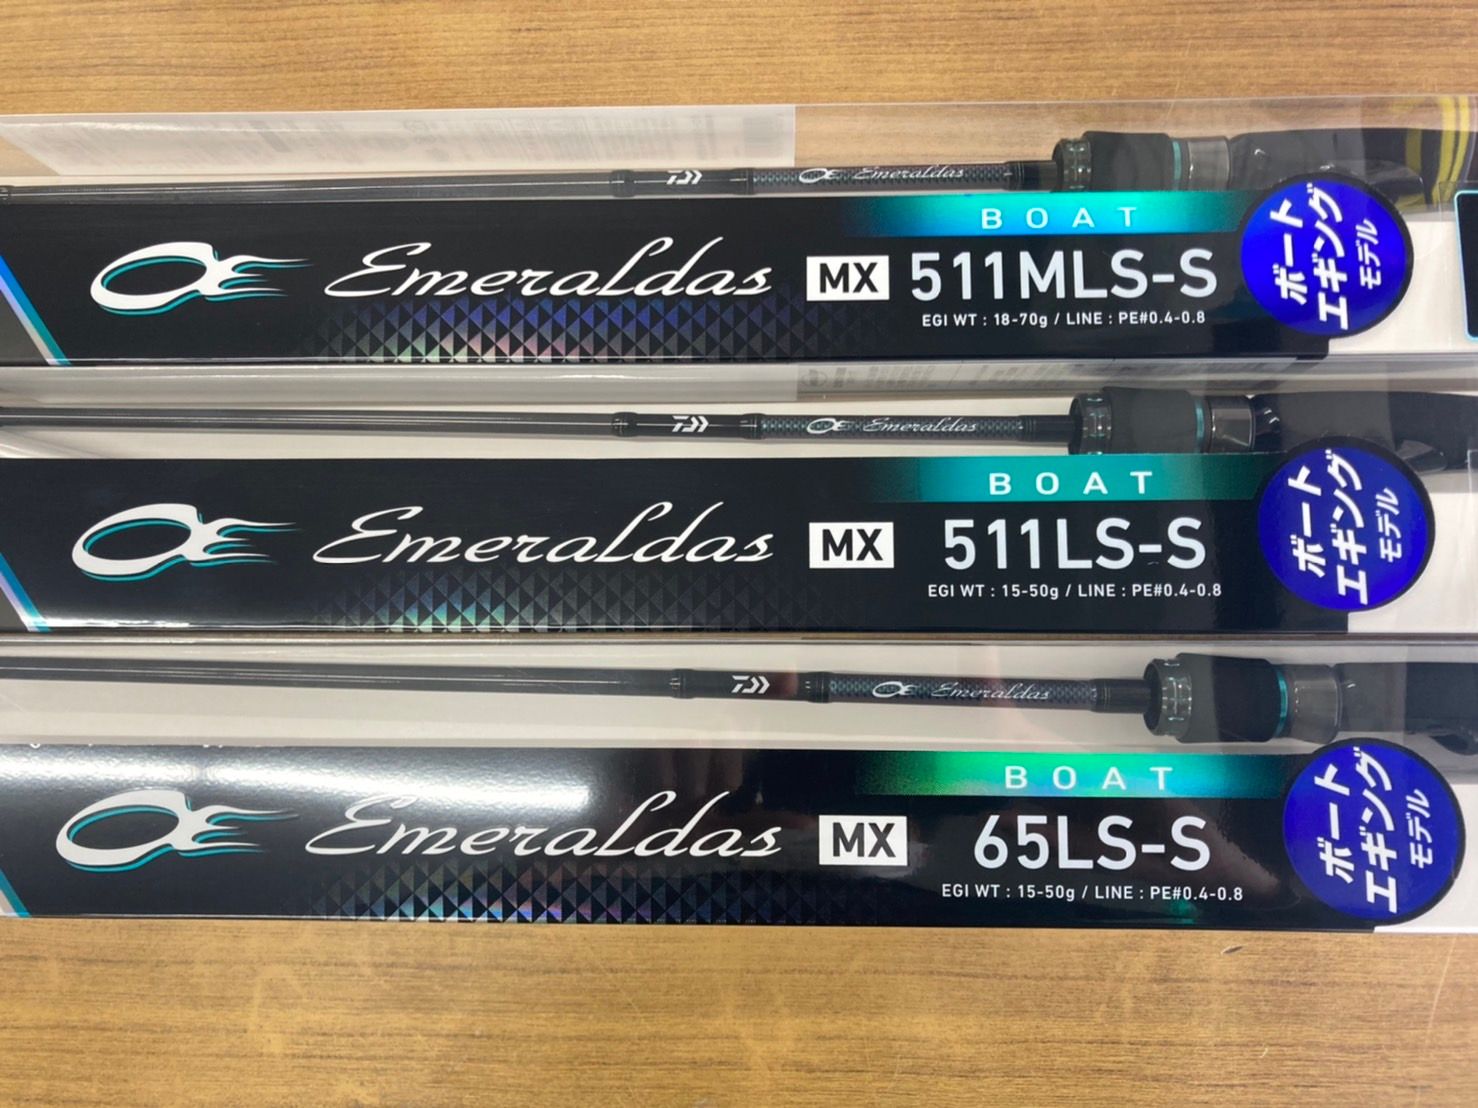 Emeraldas
BOAT
Emeraldas MX 511MLS-S
EGI WT : 18-70g / LINE : PE#0.4-0.8
ボート
エギング
モデル
Emeraldas
BOAT
Emeraldas MX 511LS-S
EGI WT : 15-50g / LINE : PE#0.4-0.8
ボート
エギング
モデル
Emeraldas
BOAT
Emeraldas MX 65LS-S
EGI WT : 15-50g / LINE : PE#0.4-0.8
ボート
エギング
モデル